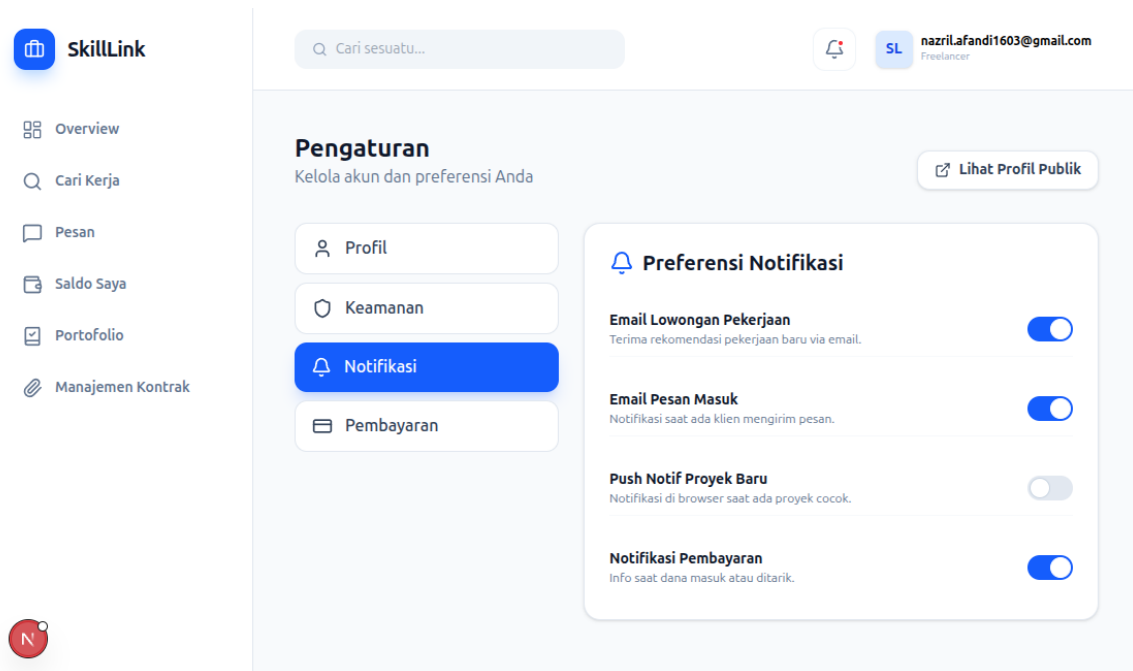 SkillLink
Cari sesuatu...
SL
nazril.afandi1603@gmail.com
Freelancer
Overview
Cari Kerja
Pesan
Saldo Saya
Portofolio
Manajemen Kontrak
Pengaturan
Kelola akun dan preferensi Anda
Lihat Profil Publik
Profil
Keamanan
Notifikasi
Pembayaran
Preferensi Notifikasi
Email Lowongan Pekerjaan
Terima rekomendasi pekerjaan baru via email.
Email Pesan Masuk
Notifikasi saat ada klien mengirim pesan.
Push Notif Proyek Baru
Notifikasi di browser saat ada proyek cocok.
Notifikasi Pembayaran
Info saat dana masuk atau ditarik.
N